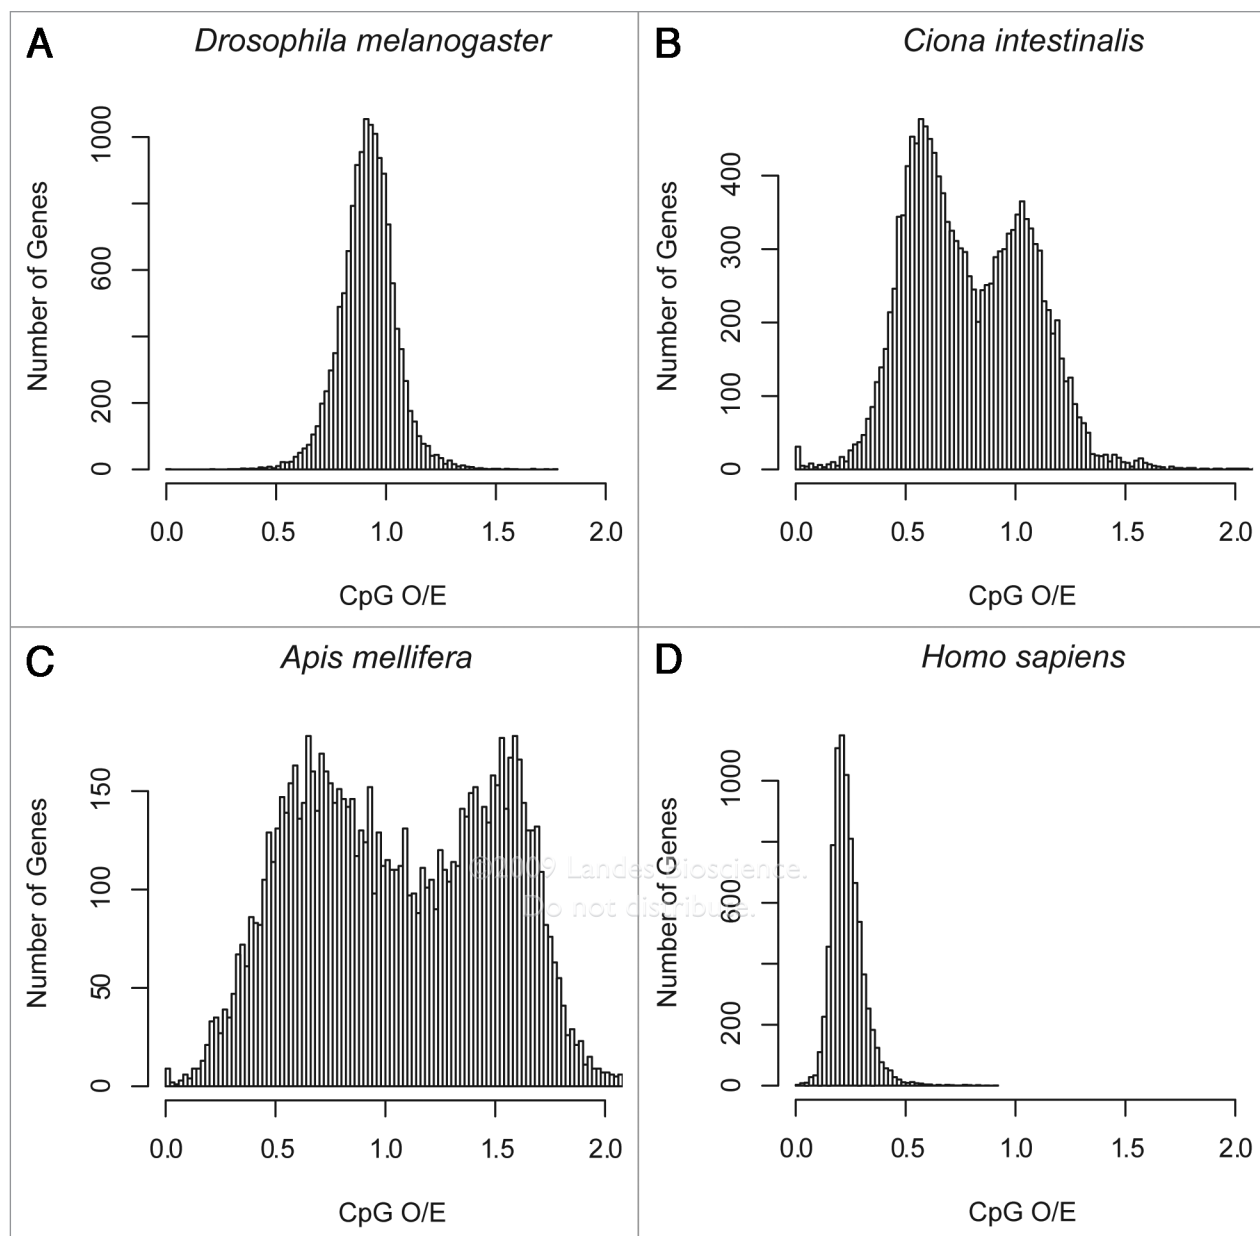 A
Drosophila melanogaster
Number of Genes
1000
600
200
0
0.0 0.5 1.0 1.5 2.0
CpG O/E
B
Ciona intestinalis
Number of Genes
400
300
200
100
0
0.0 0.5 1.0 1.5 2.0
CpG O/E
C
Apis mellifera
Number of Genes
150
100
50
0
0.0 0.5 1.0 1.5 2.0
CpG O/E
D
Homo sapiens
Number of Genes
1000
600
200
0
0.0 0.5 1.0 1.5 2.0
CpG O/E
©2009 Landes Bioscience.
Do not distribute.